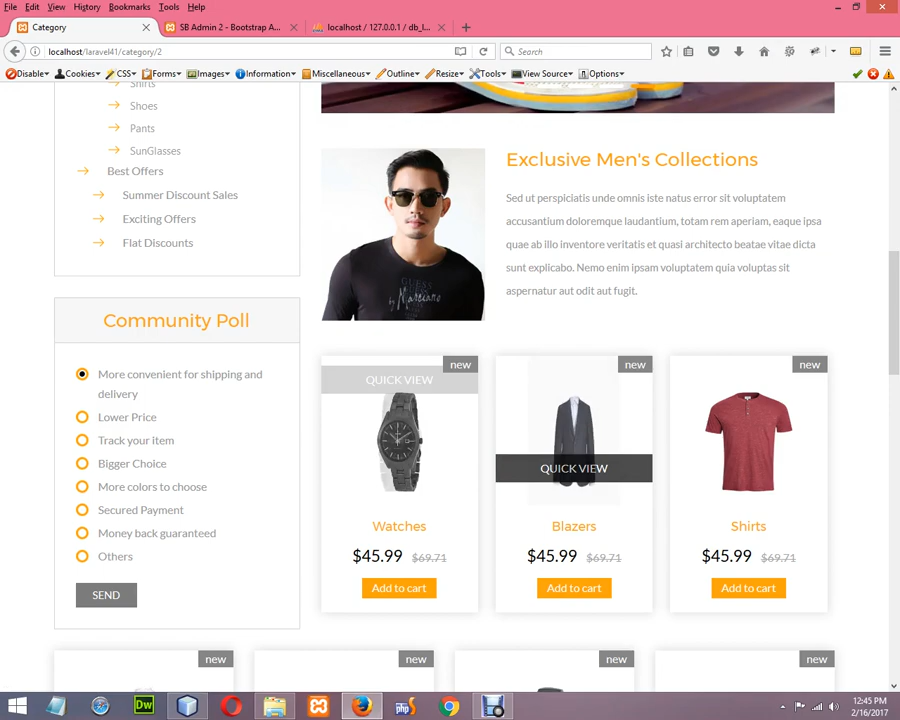 File Edit View History Bookmarks Tools Help
Category
SB Admin 2 - Bootstrap A...
localhost / 127.0.0.1 / db_l...
localhost/laravel41/category/2
Search
Disable Cookies CSS Forms Images Information Miscellaneous Outline Resize Tools View Source Options
Shirts
Shoes
Pants
SunGlasses
Best Offers
Summer Discount Sales
Exciting Offers
Flat Discounts
Community Poll
More convenient for shipping and
delivery
Lower Price
Track your item
Bigger Choice
More colors to choose
Secured Payment
Money back guaranteed
Others
SEND
Exclusive Men's Collections
Sed ut perspiciatis unde omnis iste natus error sit voluptatem
accusantium doloremque laudantium, totam rem aperiam, eaque ipsa
quae ab illo inventore veritatis et quasi architecto beatae vitae dicta
sunt explicabo. Nemo enim ipsam voluptatem quia voluptas sit
aspernatur aut odit aut fugit.
GUESS
by Marciano
new
QUICK VIEW
Watches
$45.99 $69.71
Add to cart
new
QUICK VIEW
Blazers
$45.99 $69.71
Add to cart
new
Shirts
$45.99 $69.71
Add to cart
new
new
new
new
Dw
php
12:45 PM
2/16/2017